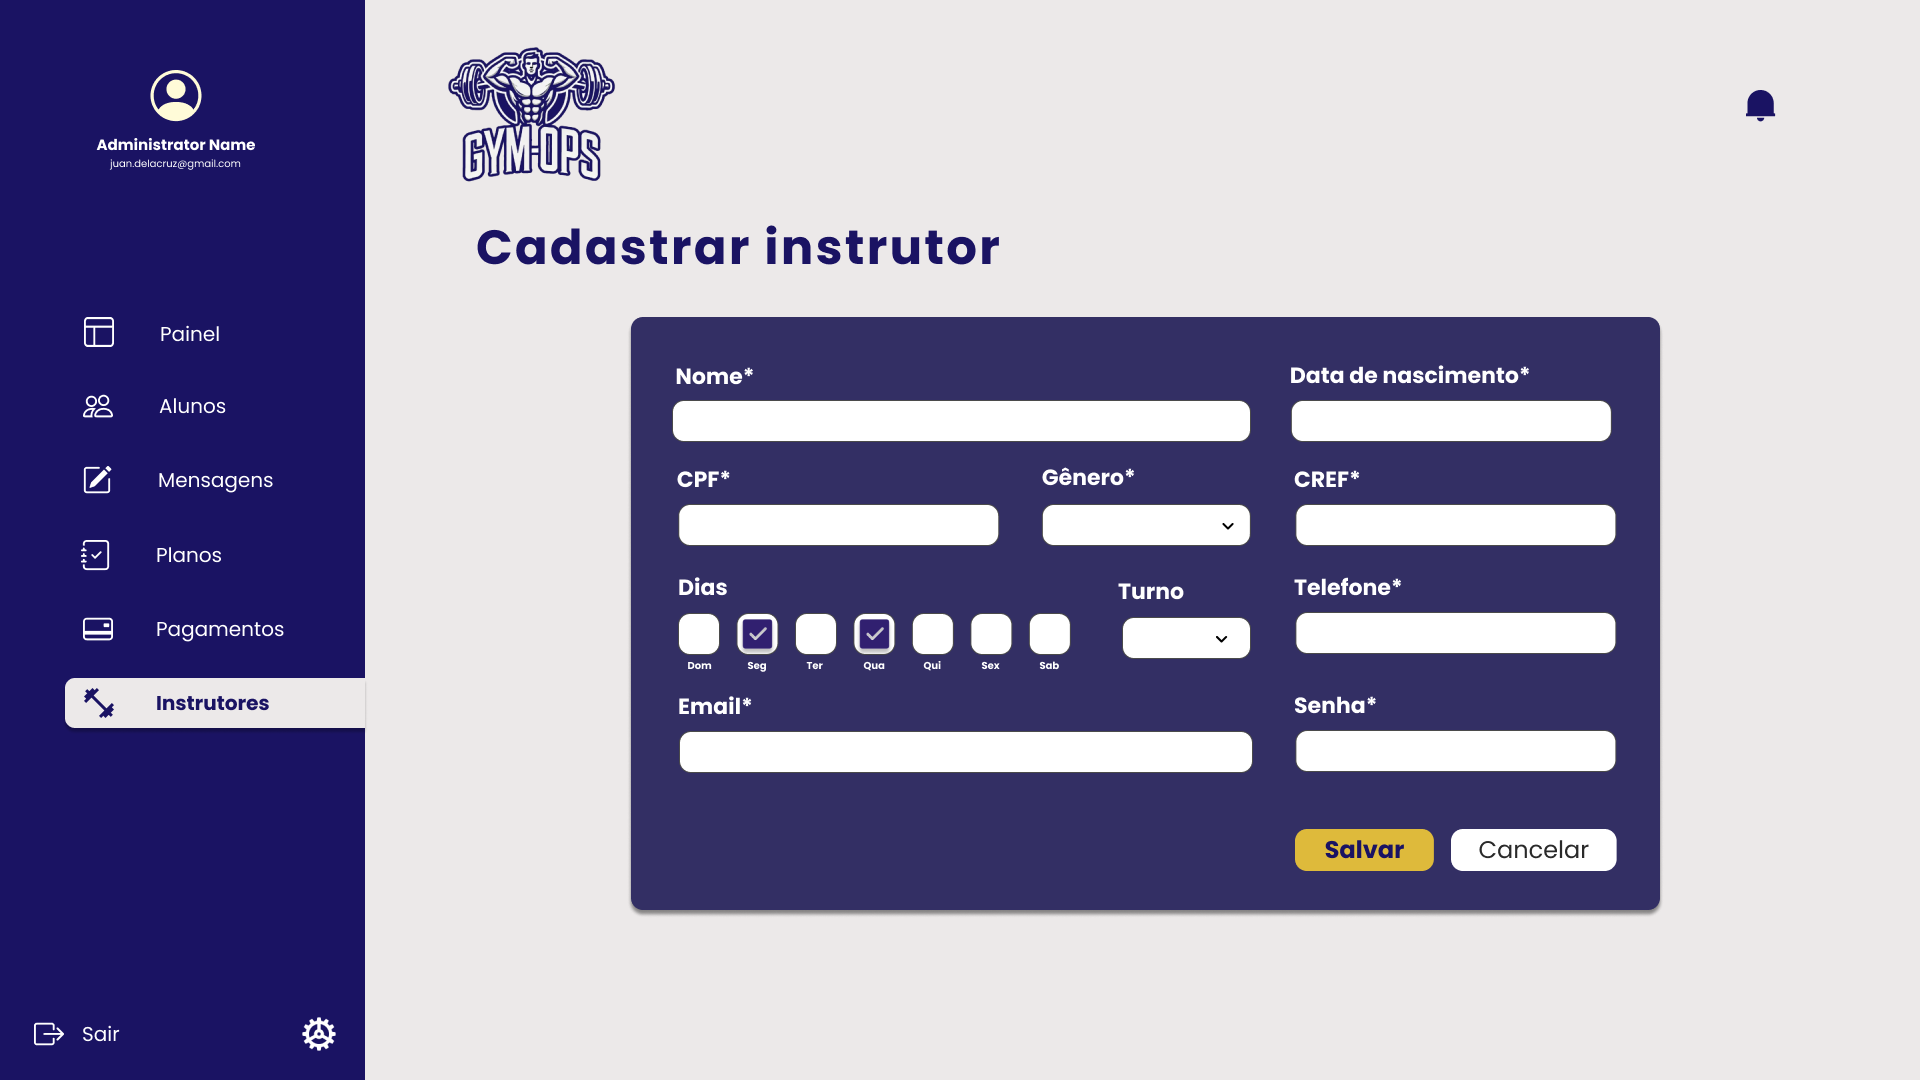 Administrator Name
juan.delacruz@gmail.com
Painel
Alunos
Mensagens
Planos
Pagamentos
Instrutores
Sair
GYM-OPS
Cadastrar instrutor
Nome*
Data de nascimento*
CPF*
Gênero*
CREF*
Dias
Turno
Telefone*
Dom Seg Ter Qua Qui Sex Sab
Email*
Senha*
Salvar
Cancelar